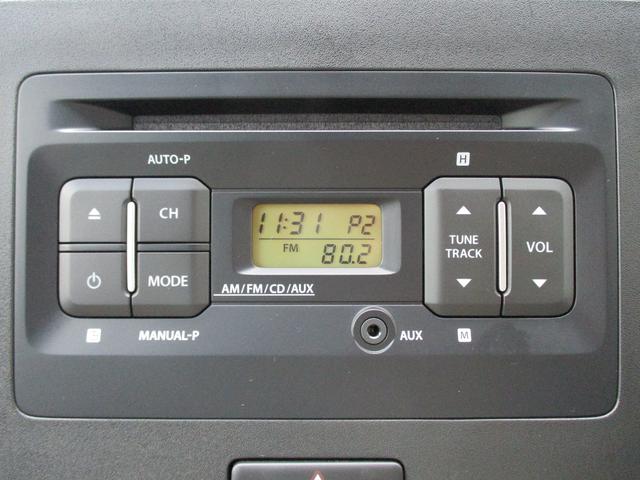 AUTO-P
H
CH
11:31 P2
FM 80.2
TUNE
TRACK
VOL
MODE
AM/FM/CD/AUX
MANUAL-P
AUX
M